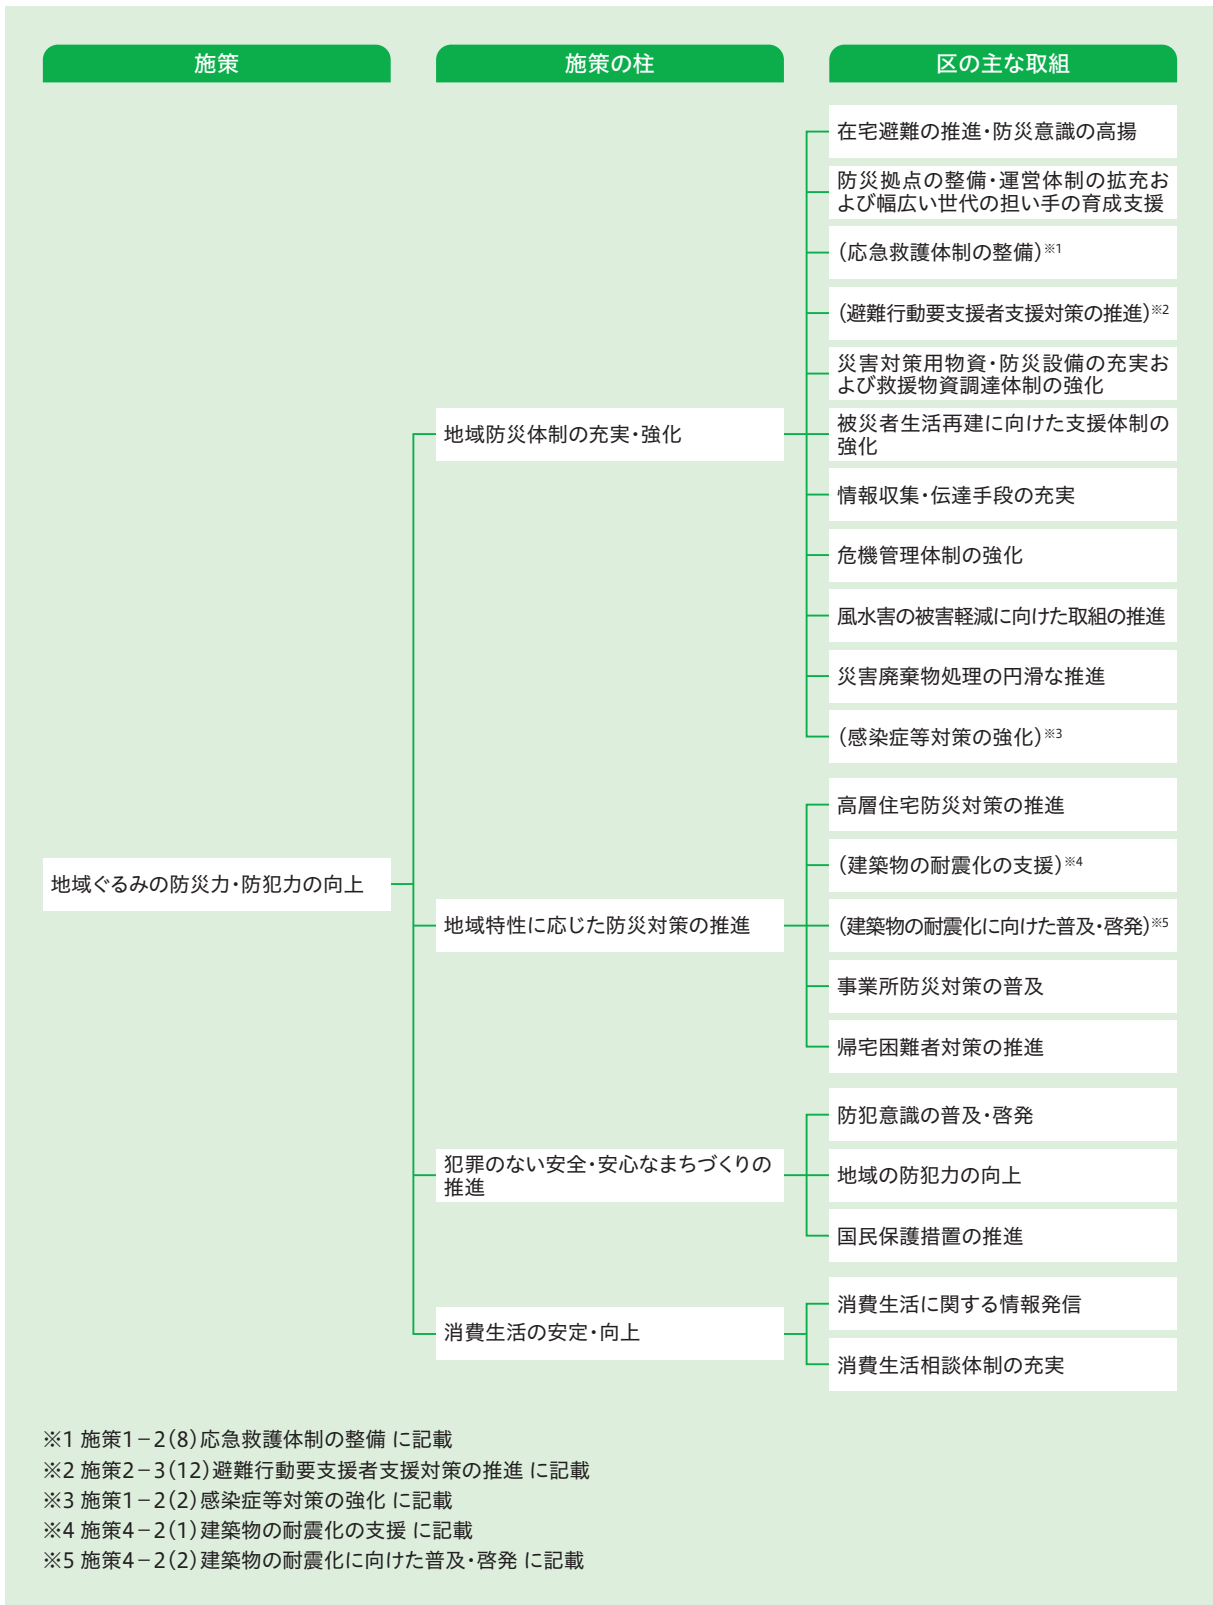 施策
施策の柱
区の主な取組
地域ぐるみの防災力・防犯力の向上
地域防災体制の充実・強化
在宅避難の推進・防災意識の高揚
防災拠点の整備・運営体制の拡充お
よび幅広い世代の担い手の育成支援
（応急救護体制の整備）※1
（避難行動要支援者支援対策の推進）※2
災害対策用物資・防災設備の充実お
よび救援物資調達体制の強化
被災者生活再建に向けた支援体制の
強化
情報収集・伝達手段の充実
危機管理体制の強化
風水害の被害軽減に向けた取組の推進
災害廃棄物処理の円滑な推進
（感染症等対策の強化）※3
地域特性に応じた防災対策の推進
高層住宅防災対策の推進
（建築物の耐震化の支援）※4
（建築物の耐震化に向けた普及・啓発）※5
事業所防災対策の普及
帰宅困難者対策の推進
犯罪のない安全・安心なまちづくりの
推進
防犯意識の普及・啓発
地域の防犯力の向上
国民保護措置の推進
消費生活の安定・向上
消費生活に関する情報発信
消費生活相談体制の充実
※1 施策1−2（8）応急救護体制の整備 に記載
※2 施策2−3（12）避難行動要支援者支援対策の推進 に記載
※3 施策1−2（2）感染症等対策の強化 に記載
※4 施策4−2（1）建築物の耐震化の支援 に記載
※5 施策4−2（2）建築物の耐震化に向けた普及・啓発 に記載